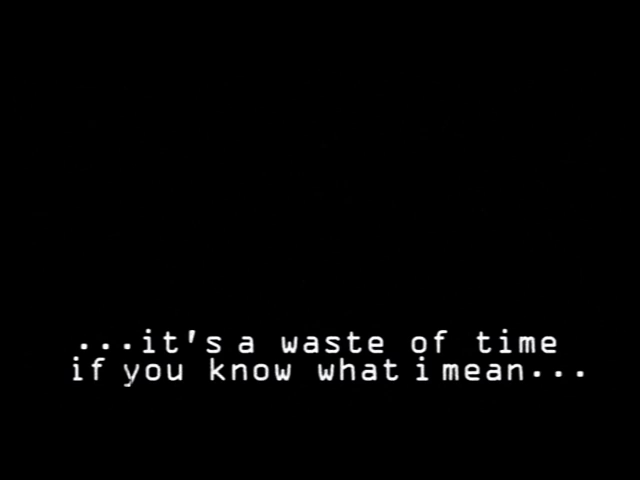 ...it's a waste of time
if you know what i mean...